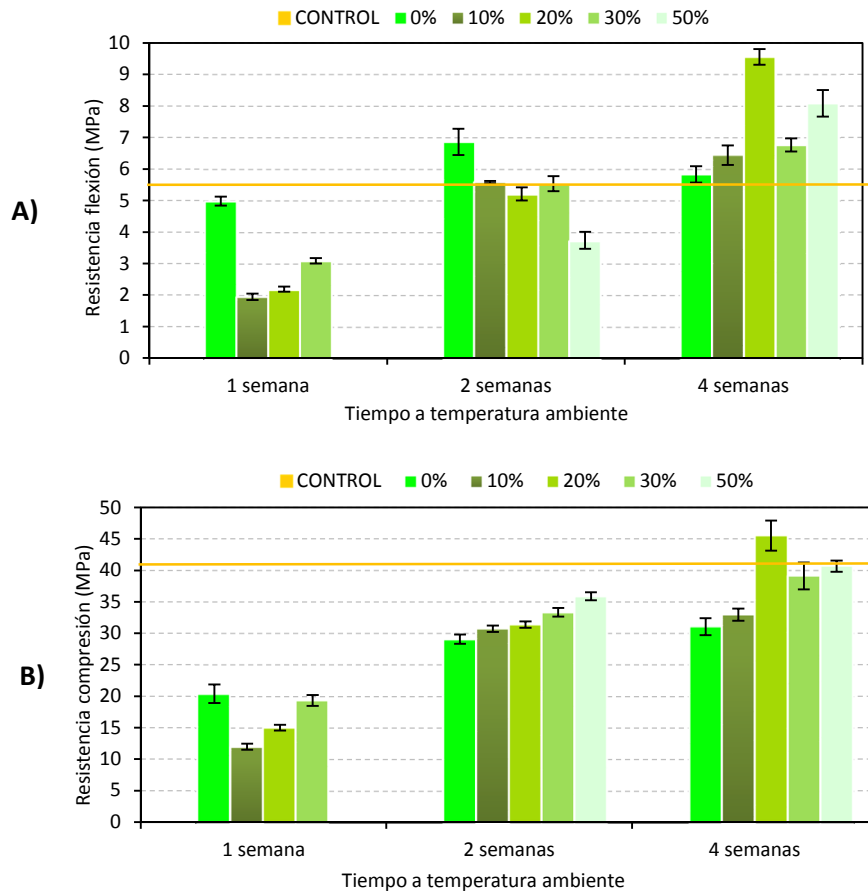 CONTROL 0% 10% 20% 30% 50%
10
9
8
7
6
5
4
3
2
1
0
Resistencia flexión (MPa)
A)
1 semana 2 semanas 4 semanas
Tiempo a temperatura ambiente
CONTROL 0% 10% 20% 30% 50%
50
45
40
35
30
25
20
15
10
5
0
Resistencia compresión (MPa)
B)
1 semana 2 semanas 4 semanas
Tiempo a temperatura ambiente